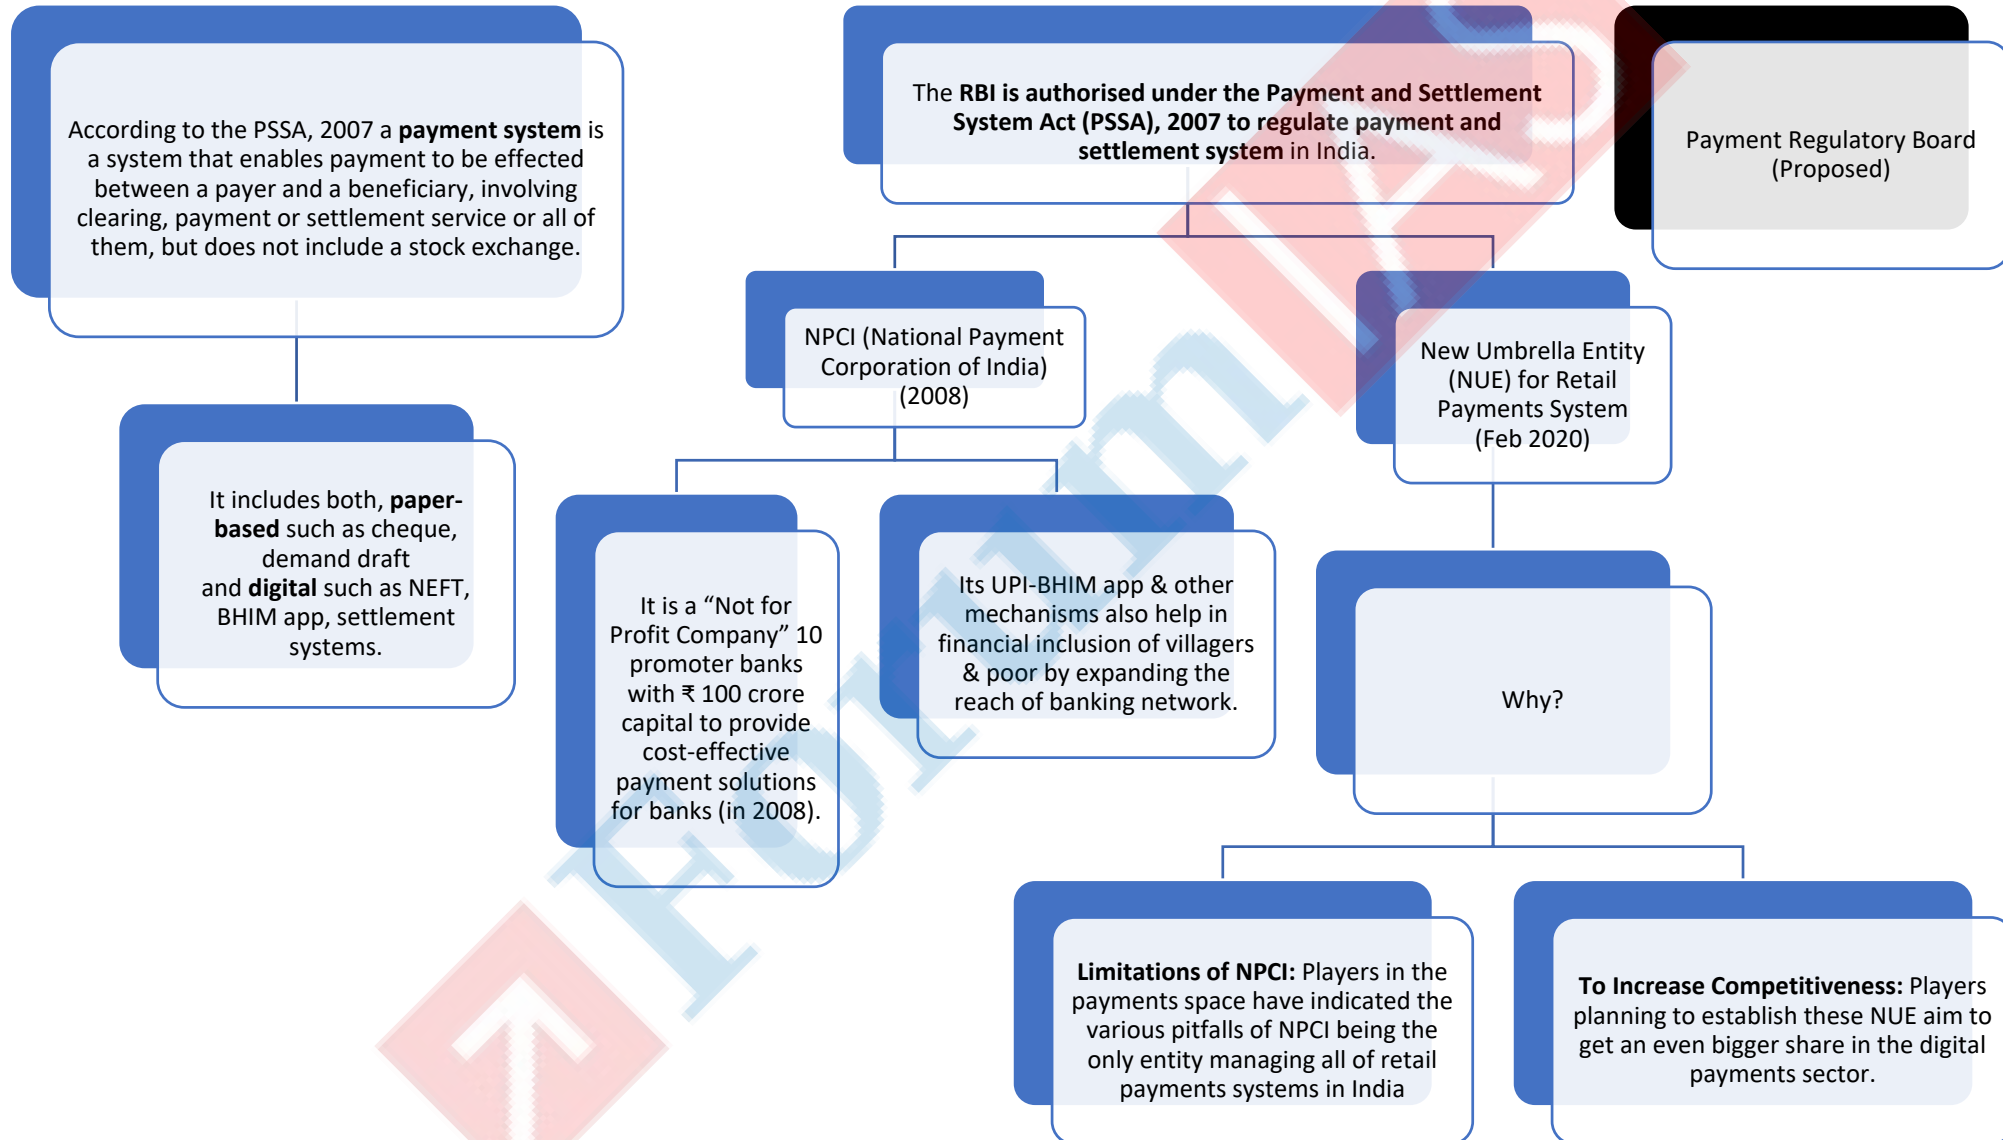 According to the PSSA, 2007 a payment system is
a system that enables payment to be effected
between a payer and a beneficiary, involving
clearing, payment or settlement service or all of
them, but does not include a stock exchange.
It includes both, paper-
based such as cheque,
demand draft
and digital such as NEFT,
BHIM app, settlement
systems.
The RBI is authorised under the Payment and Settlement
System Act (PSSA), 2007 to regulate payment and
settlement system in India.
NPCI (National Payment
Corporation of India)
(2008)
It is a “Not for
Profit Company” 10
promoter banks
with ₹ 100 crore
capital to provide
cost-effective
payment solutions
for banks (in 2008).
Its UPI-BHIM app & other
mechanisms also help in
financial inclusion of villagers
& poor by expanding the
reach of banking network.
New Umbrella Entity
(NUE) for Retail
Payments System
(Feb 2020)
Why?
Limitations of NPCI: Players in the
payments space have indicated the
various pitfalls of NPCI being the
only entity managing all of retail
payments systems in India
To Increase Competitiveness: Players
planning to establish these NUE aim to
get an even bigger share in the digital
payments sector.
Payment Regulatory Board
(Proposed)
Forum IAS